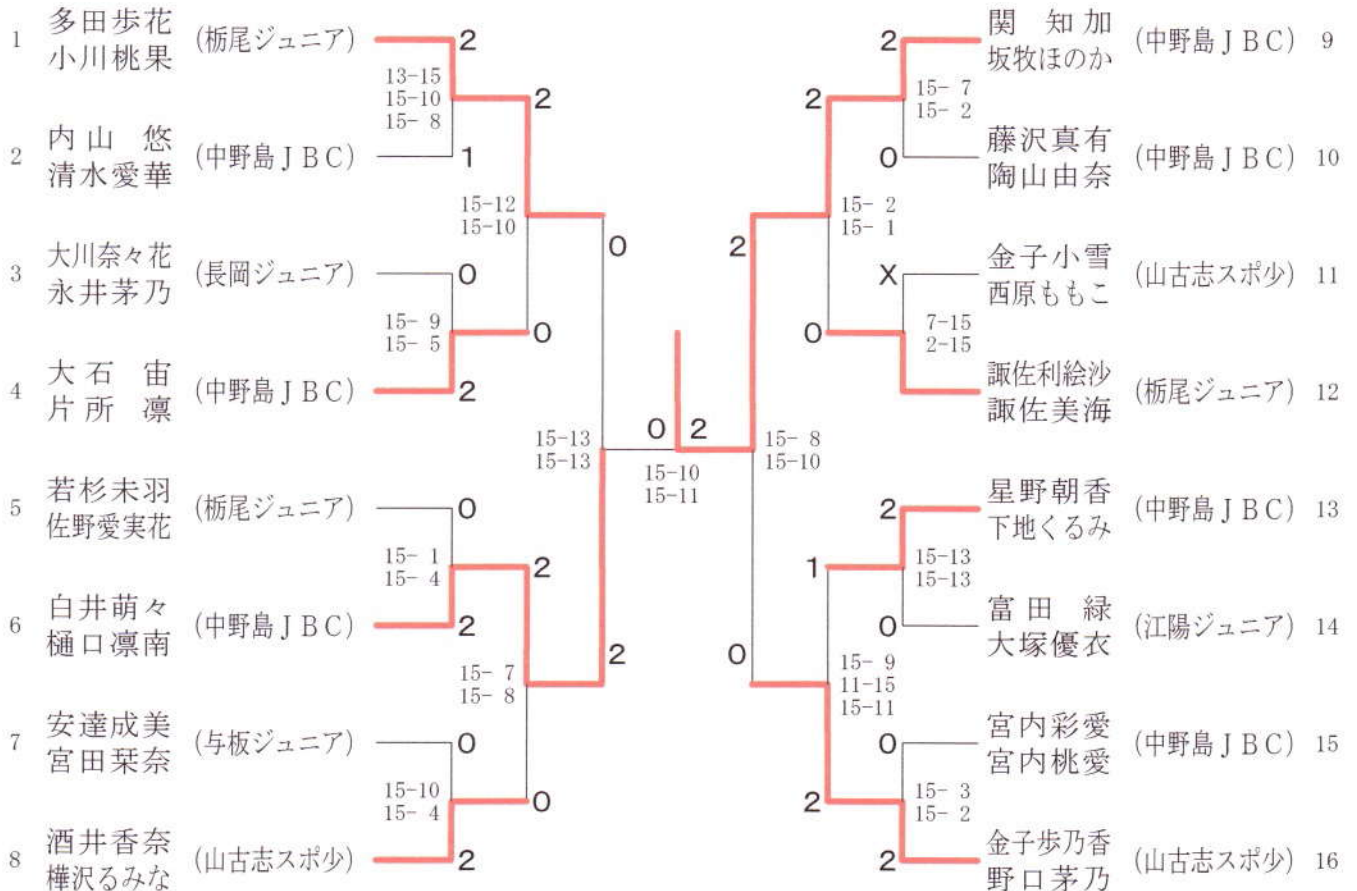 1 多田歩花 (栃尾ジュニア) 2
小川桃果
13-15
15-10
15- 8
2
2 内山 悠 (中野島ＪＢＣ) 1
清水愛華
15-12
15-10
0
3 大川奈々花 (長岡ジュニア) 0
永井茅乃
15- 9
15- 5
0
4 大石 宙 (中野島ＪＢＣ) 2
片所 凛
15-13
15-13
5 若杉未羽 (栃尾ジュニア) 0
佐野愛実花
15- 1
15- 4
2
6 白井萌々 (中野島ＪＢＣ) 2
樋口凛南
15- 7
15- 8
2
7 安達成美 (与板ジュニア) 0
宮田栞奈
15-10
15- 4
0
8 酒井香奈 (山古志スポ少) 2
樺沢るみな
0 2
15-10
15-11
2 関 知加 (中野島ＪＢＣ) 9
坂牧ほのか
2
15- 7
15- 2
0 藤沢真有 (中野島ＪＢＣ) 10
陶山由奈
2
15- 2
15- 1
X 金子小雪 (山古志スポ少) 11
西原ももこ
0
7-15
2-15
諏佐利絵沙 (栃尾ジュニア) 12
諏佐美海
15- 8
15-10
2 星野朝香 (中野島ＪＢＣ) 13
下地くるみ
1
15-13
15-13
0 富田 緑 (江陽ジュニア) 14
大塚優衣
0
15- 9
11-15
15-11
0 宮内彩愛 (中野島ＪＢＣ) 15
宮内桃愛
2
15- 3
15- 2
2 金子歩乃香 (山古志スポ少) 16
野口茅乃